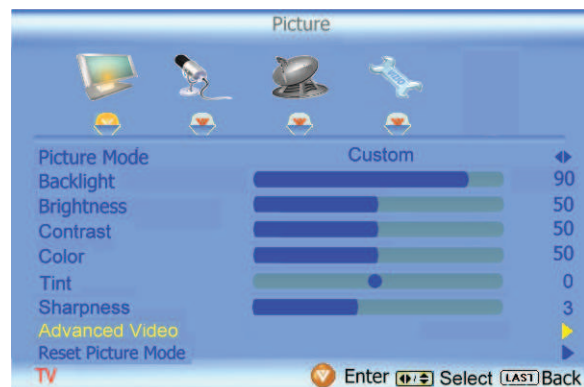 Picture
Picture Mode Custom
Backlight 90
Brightness 50
Contrast 50
Color 50
Tint 0
Sharpness 3
Advanced Video
Reset Picture Mode
TV Enter Select LAST Back